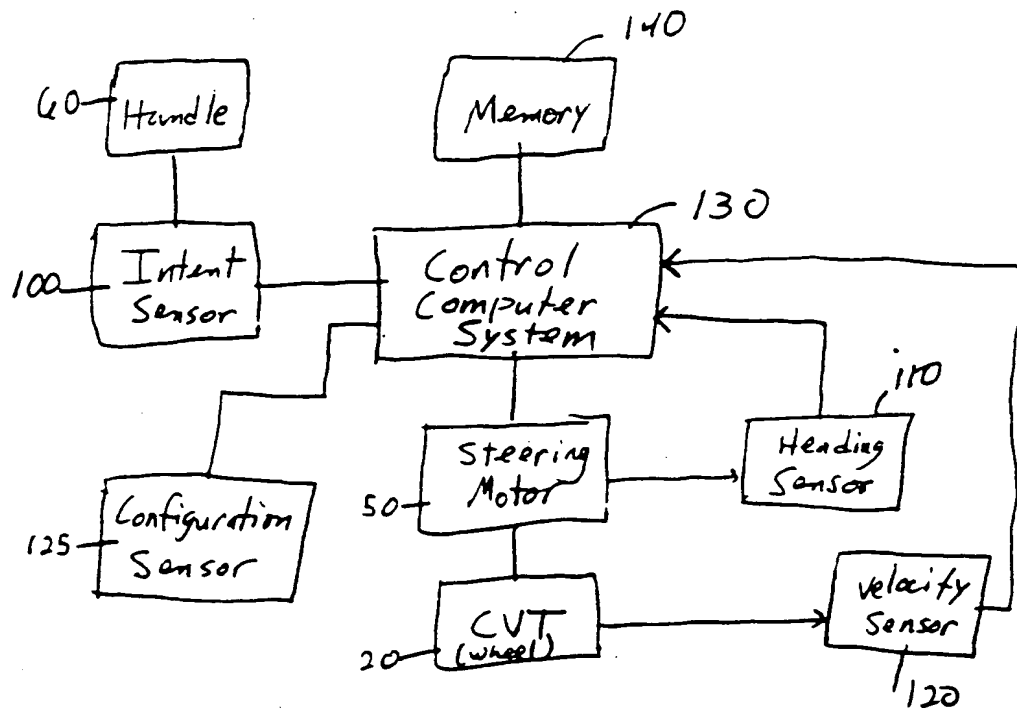 140
60
Handle
Memory
130
100
Intent
Sensor
Control
Computer
System
110
Steering
Motor
Heading
Sensor
50
Configuration
Sensor
125
velocity
Sensor
CVT
(wheel)
20
120